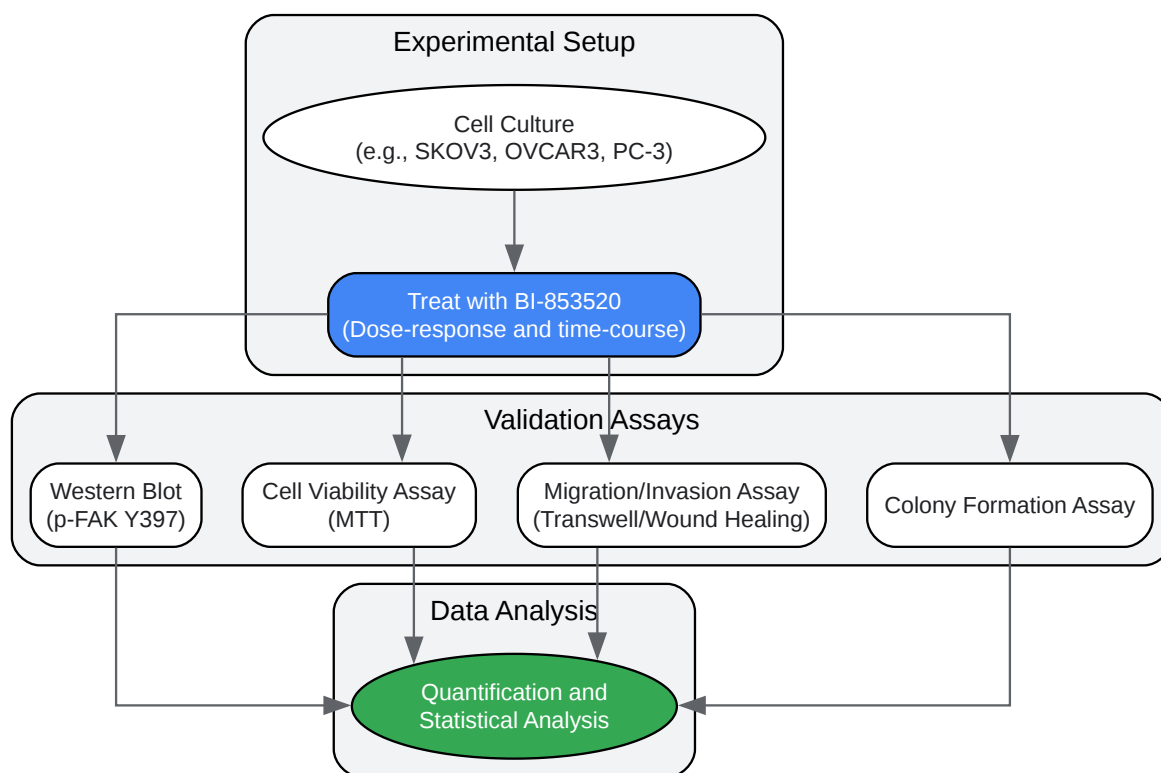 Experimental Setup
Cell Culture
(e.g., SKOV3, OVCAR3, PC-3)
Treat with BI-853520
(Dose-response and time-course)
Validation Assays
Western Blot
(p-FAK Y397)
Cell Viability Assay
(MTT)
Migration/Invasion Assay
(Transwell/Wound Healing)
Colony Formation Assay
Data Analysis
Quantification and
Statistical Analysis